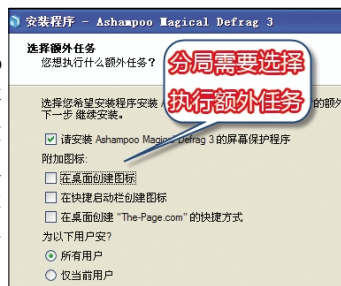 安装程序 - Ashampoo Magical Defrag 3
选择额外任务
您想执行什么额外任务?
分局需要选择
执行额外任务
选择您希望安装程序安装
的额外
下一步 继续安装。
请安装 Ashampoo Magical Defrag 3 的屏幕保护程序
附加图标:
在桌面创建图标
在快捷启动栏创建图标
在桌面创建 "The-Page.com" 的快捷方式
为以下用户安?
所有用户
仅当前用户